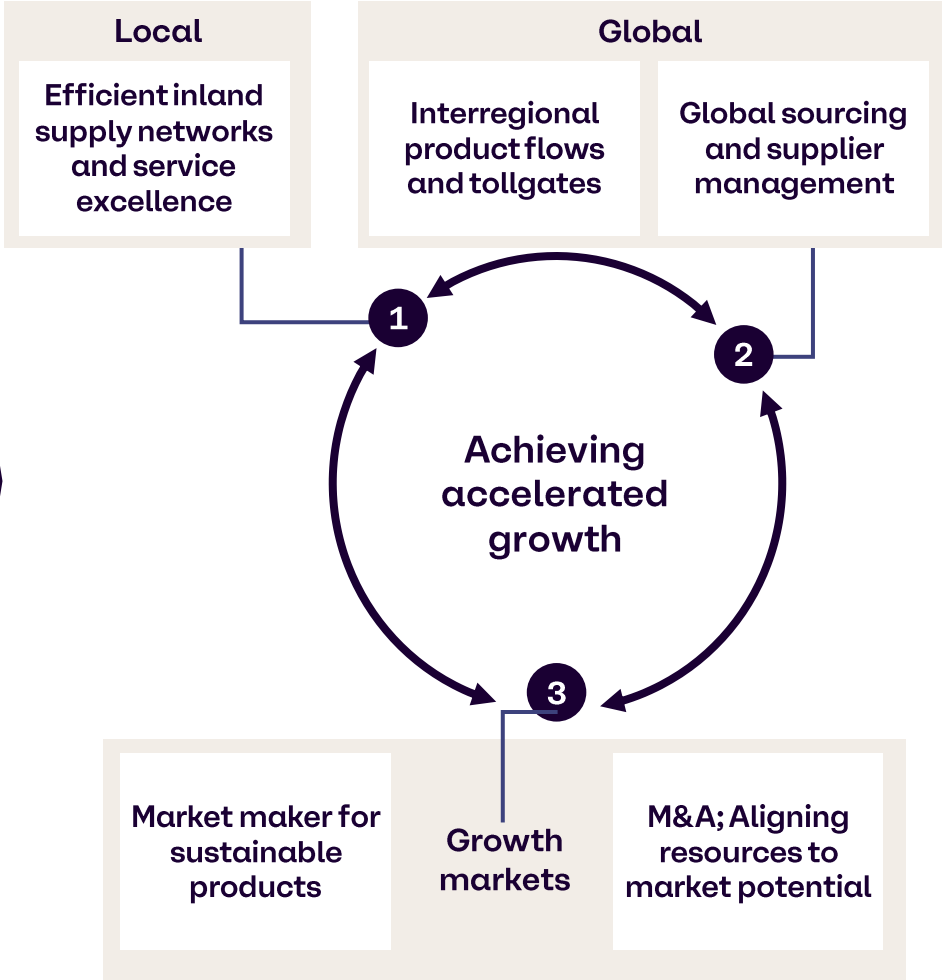 Local
Efficient inland
supply networks
and service
excellence
Global
Interregional
product flows
and tollgates
Global sourcing
and supplier
management
1
2
Achieving
accelerated
growth
3
Market maker for
sustainable
products
Growth
markets
M&A; Aligning
resources to
market potential